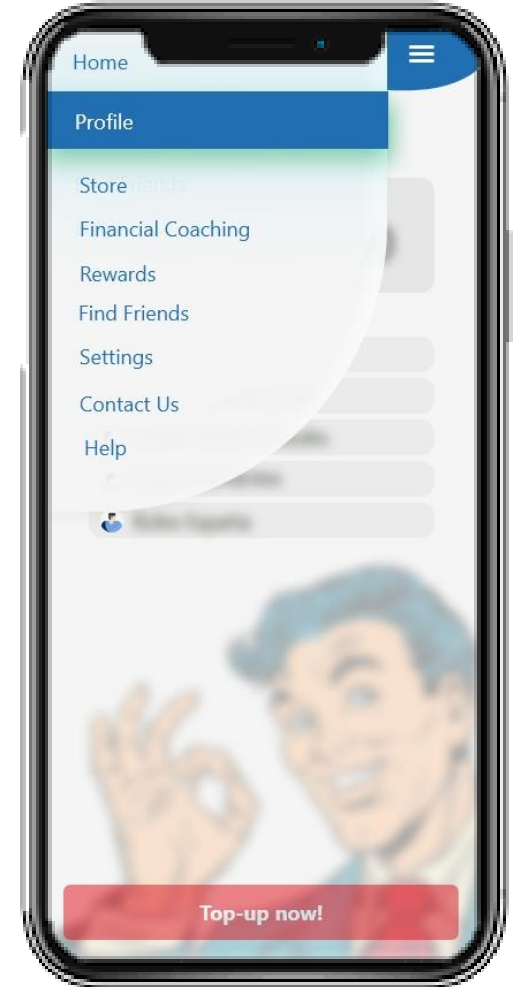 Home
Profile
Store
Financial Coaching
Rewards
Find Friends
Settings
Contact Us
Help
Top-up now!